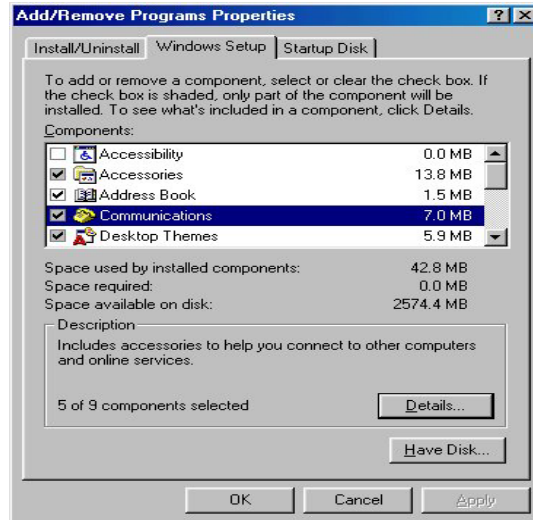 Add/Remove Programs Properties
Install/Uninstall Windows Setup Startup Disk
To add or remove a component, select or clear the check box. If
the check box is shaded, only part of the component will be
installed. To see what's included in a component, click Details.
Components:
Accessibility 0.0 MB
Accessories 13.8 MB
Address Book 1.5 MB
Communications 7.0 MB
Desktop Themes 5.9 MB
Space used by installed components: 42.8 MB
Space required: 0.0 MB
Space available on disk: 2574.4 MB
Description
Includes accessories to help you connect to other computers
and online services.
5 of 9 components selected Details...
Have Disk...
OK Cancel Apply